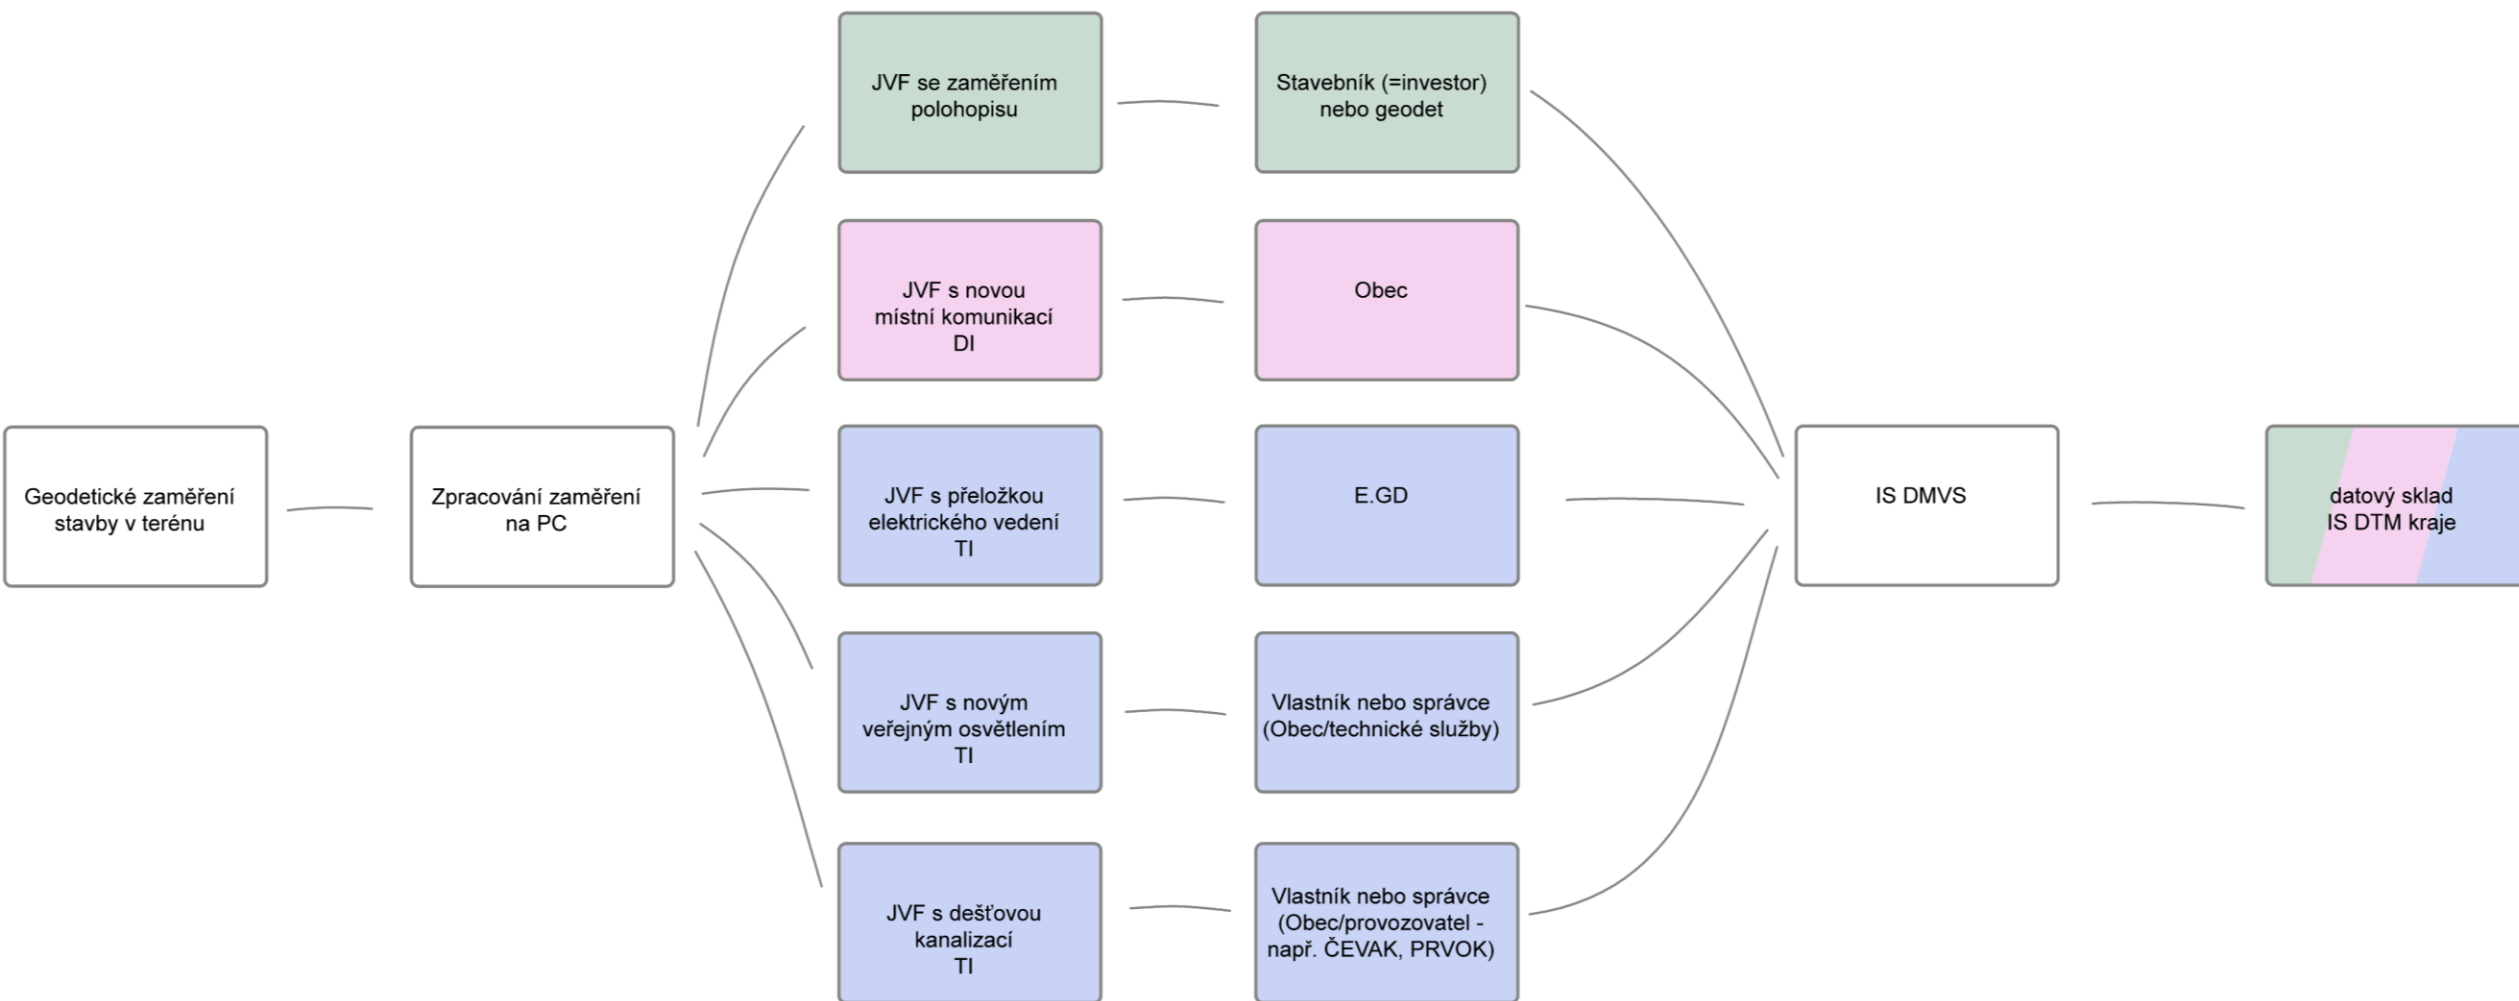 JVF se zaměřením
polohopisu
Stavebník (=investor)
nebo geodet
JVF s novou
místní komunikací
DI
Obec
Geodetické zaměření
stavby v terénu
Zpracování zaměření
na PC
JVF s přeložkou
elektrického vedení
TI
E.GD
IS DMVS
datový sklad
IS DTM kraje
JVF s novým
veřejným osvětlením
TI
Vlastník nebo správce
(Obec/technické služby)
JVF s dešťovou
kanalizací
TI
Vlastník nebo správce
(Obec/provozovatel -
např. ČEVAK, PRVOK)